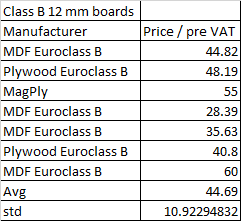 Class B 12 mm boards
Manufacturer Price / pre VAT
MDF Euroclass B 44.82
Plywood Euroclass B 48.19
MagPly 55
MDF Euroclass B 28.39
MDF Euroclass B 35.63
Plywood Euroclass B 40.8
MDF Euroclass B 60
Avg 44.69
std 10.92294832